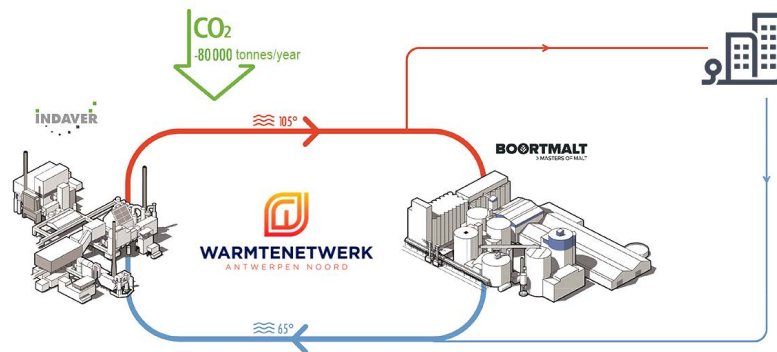 CO2
-80 000 tonnes/year
INDAVER
105°
BOORTMALT
> MASTERS OF MALT
WARMTENETWERK
ANTWERPEN NOORD
65°